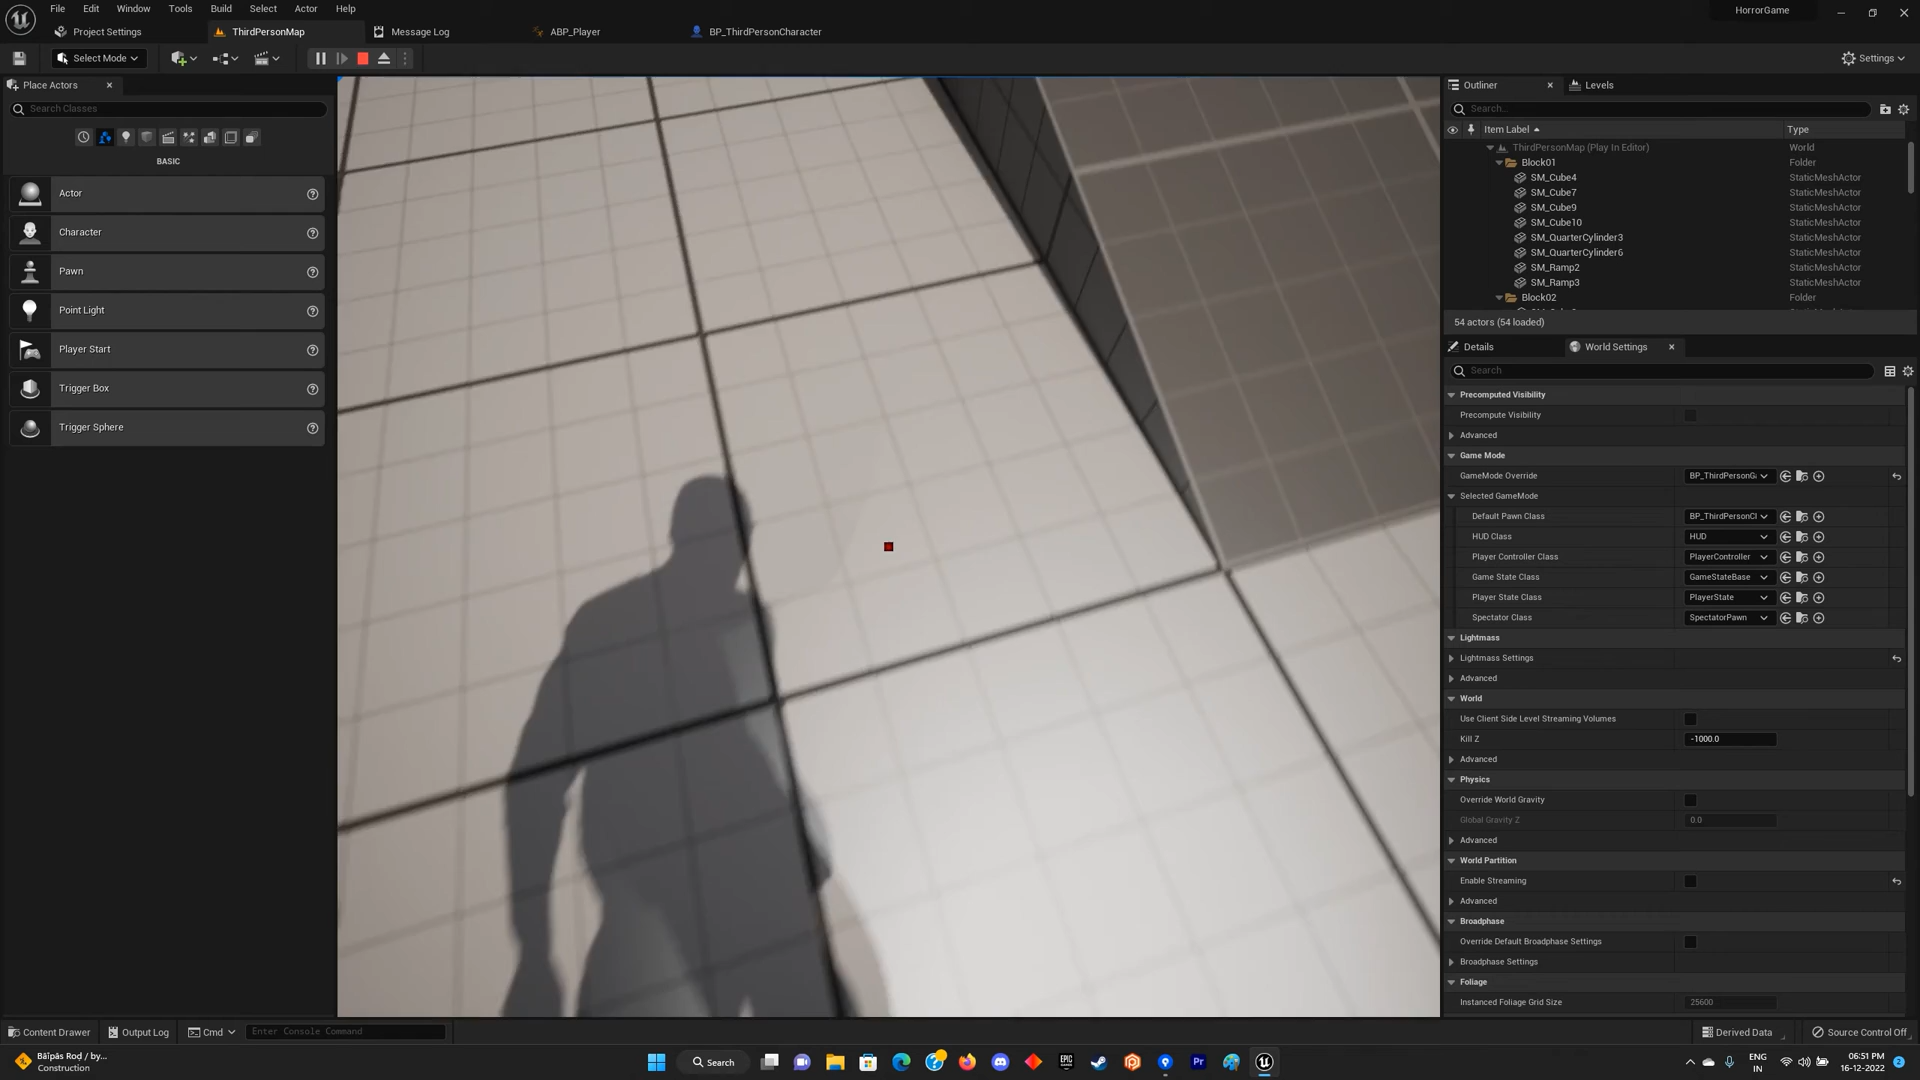 File Edit Window Tools Build Select Actor Help HorrorGame
Project Settings ThirdPersonMap Message Log ABP_Player BP_ThirdPersonCharacter
Select Mode Settings
Place Actors
Search Classes
BASIC
Actor
Character
Pawn
Point Light
Player Start
Trigger Box
Trigger Sphere
Outliner Levels
Search...
Item Label Type
ThirdPersonMap (Play In Editor) World
Block01 Folder
SM_Cube4 StaticMeshActor
SM_Cube7 StaticMeshActor
SM_Cube9 StaticMeshActor
SM_Cube10 StaticMeshActor
SM_QuarterCylinder3 StaticMeshActor
SM_QuarterCylinder6 StaticMeshActor
SM_Ramp2 StaticMeshActor
SM_Ramp3 StaticMeshActor
Block02 Folder
54 actors (54 loaded)
Details World Settings
Search
Precomputed Visibility
Precompute Visibility
Advanced
Game Mode
GameMode Override BP_ThirdPersonG
Selected GameMode
Default Pawn Class BP_ThirdPersonCl
HUD Class HUD
Player Controller Class PlayerController
Game State Class GameStateBase
Player State Class PlayerState
Spectator Class SpectatorPawn
Lightmass
Lightmass Settings
Advanced
World
Use Client Side Level Streaming Volumes
Kill Z -1000.0
Advanced
Physics
Override World Gravity
Global Gravity Z 0.0
Advanced
World Partition
Enable Streaming
Advanced
Broadphase
Override Default Broadphase Settings
Broadphase Settings
Foliage
Instanced Foliage Grid Size 25600
Content Drawer Output Log Cmd Enter Console Command Derived Data Source Control Off
Construction
Search
EPIC GAMES
Pr
ENG IN
06:51 PM
16-12-2022
2